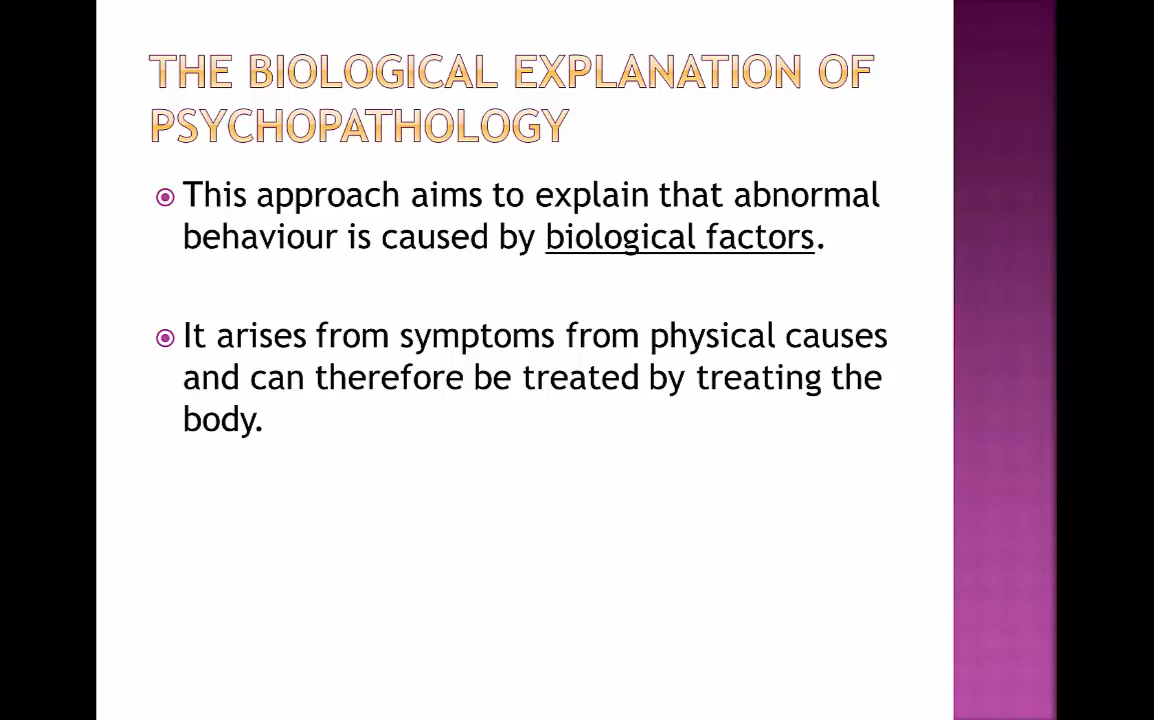 THE BIOLOGICAL EXPLANATION OF
PSYCHOPATHOLOGY
This approach aims to explain that abnormal
behaviour is caused by biological factors.
It arises from symptoms from physical causes
and can therefore be treated by treating the
body.